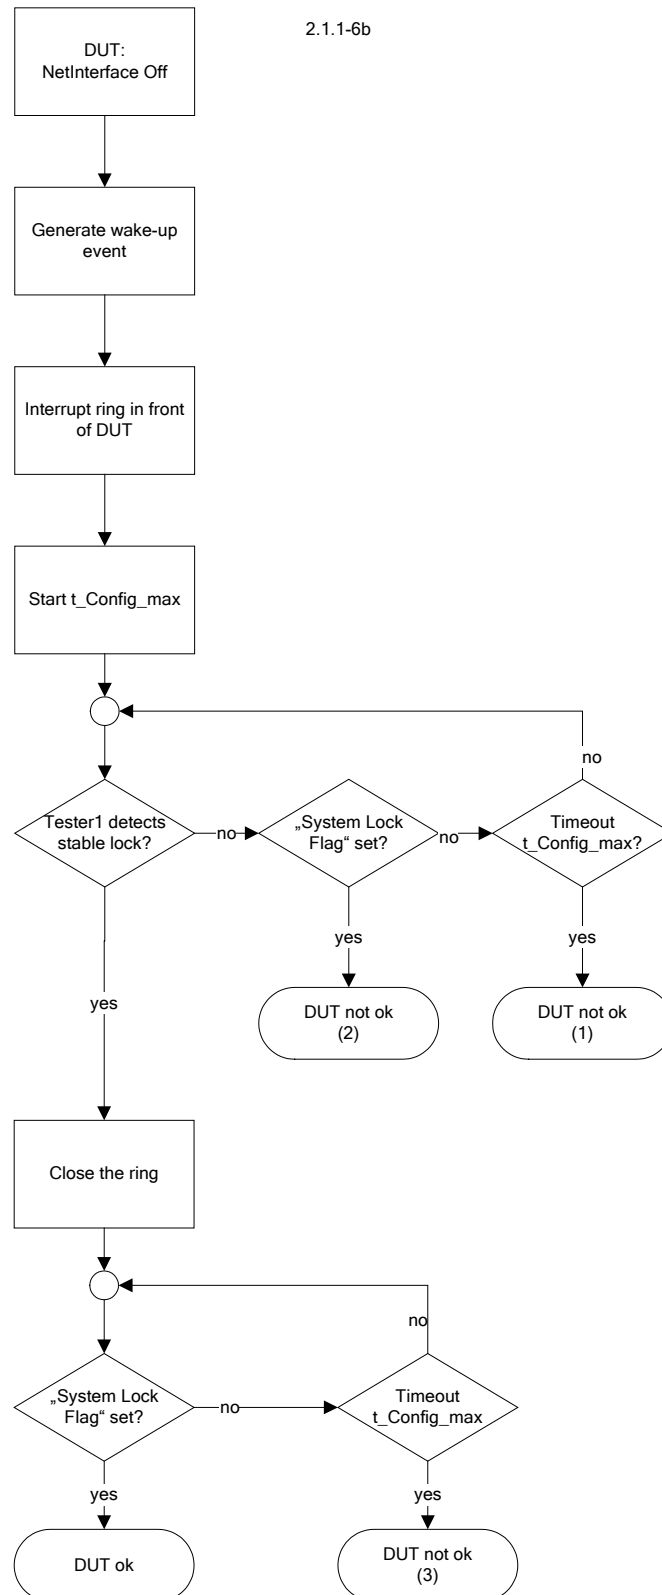 2.1.1-6b
DUT:
NetInterface Off
Generate wake-up
event
Interrupt ring in front
of DUT
Start t_Config_max
no
Tester1 detects
stable lock?
no
„System Lock
Flag“ set?
no
Timeout
t_Config_max?
yes
yes
yes
DUT not ok
(2)
DUT not ok
(1)
Close the ring
no
„System Lock
Flag“ set?
no
Timeout
t_Config_max
yes
yes
DUT ok
DUT not ok
(3)